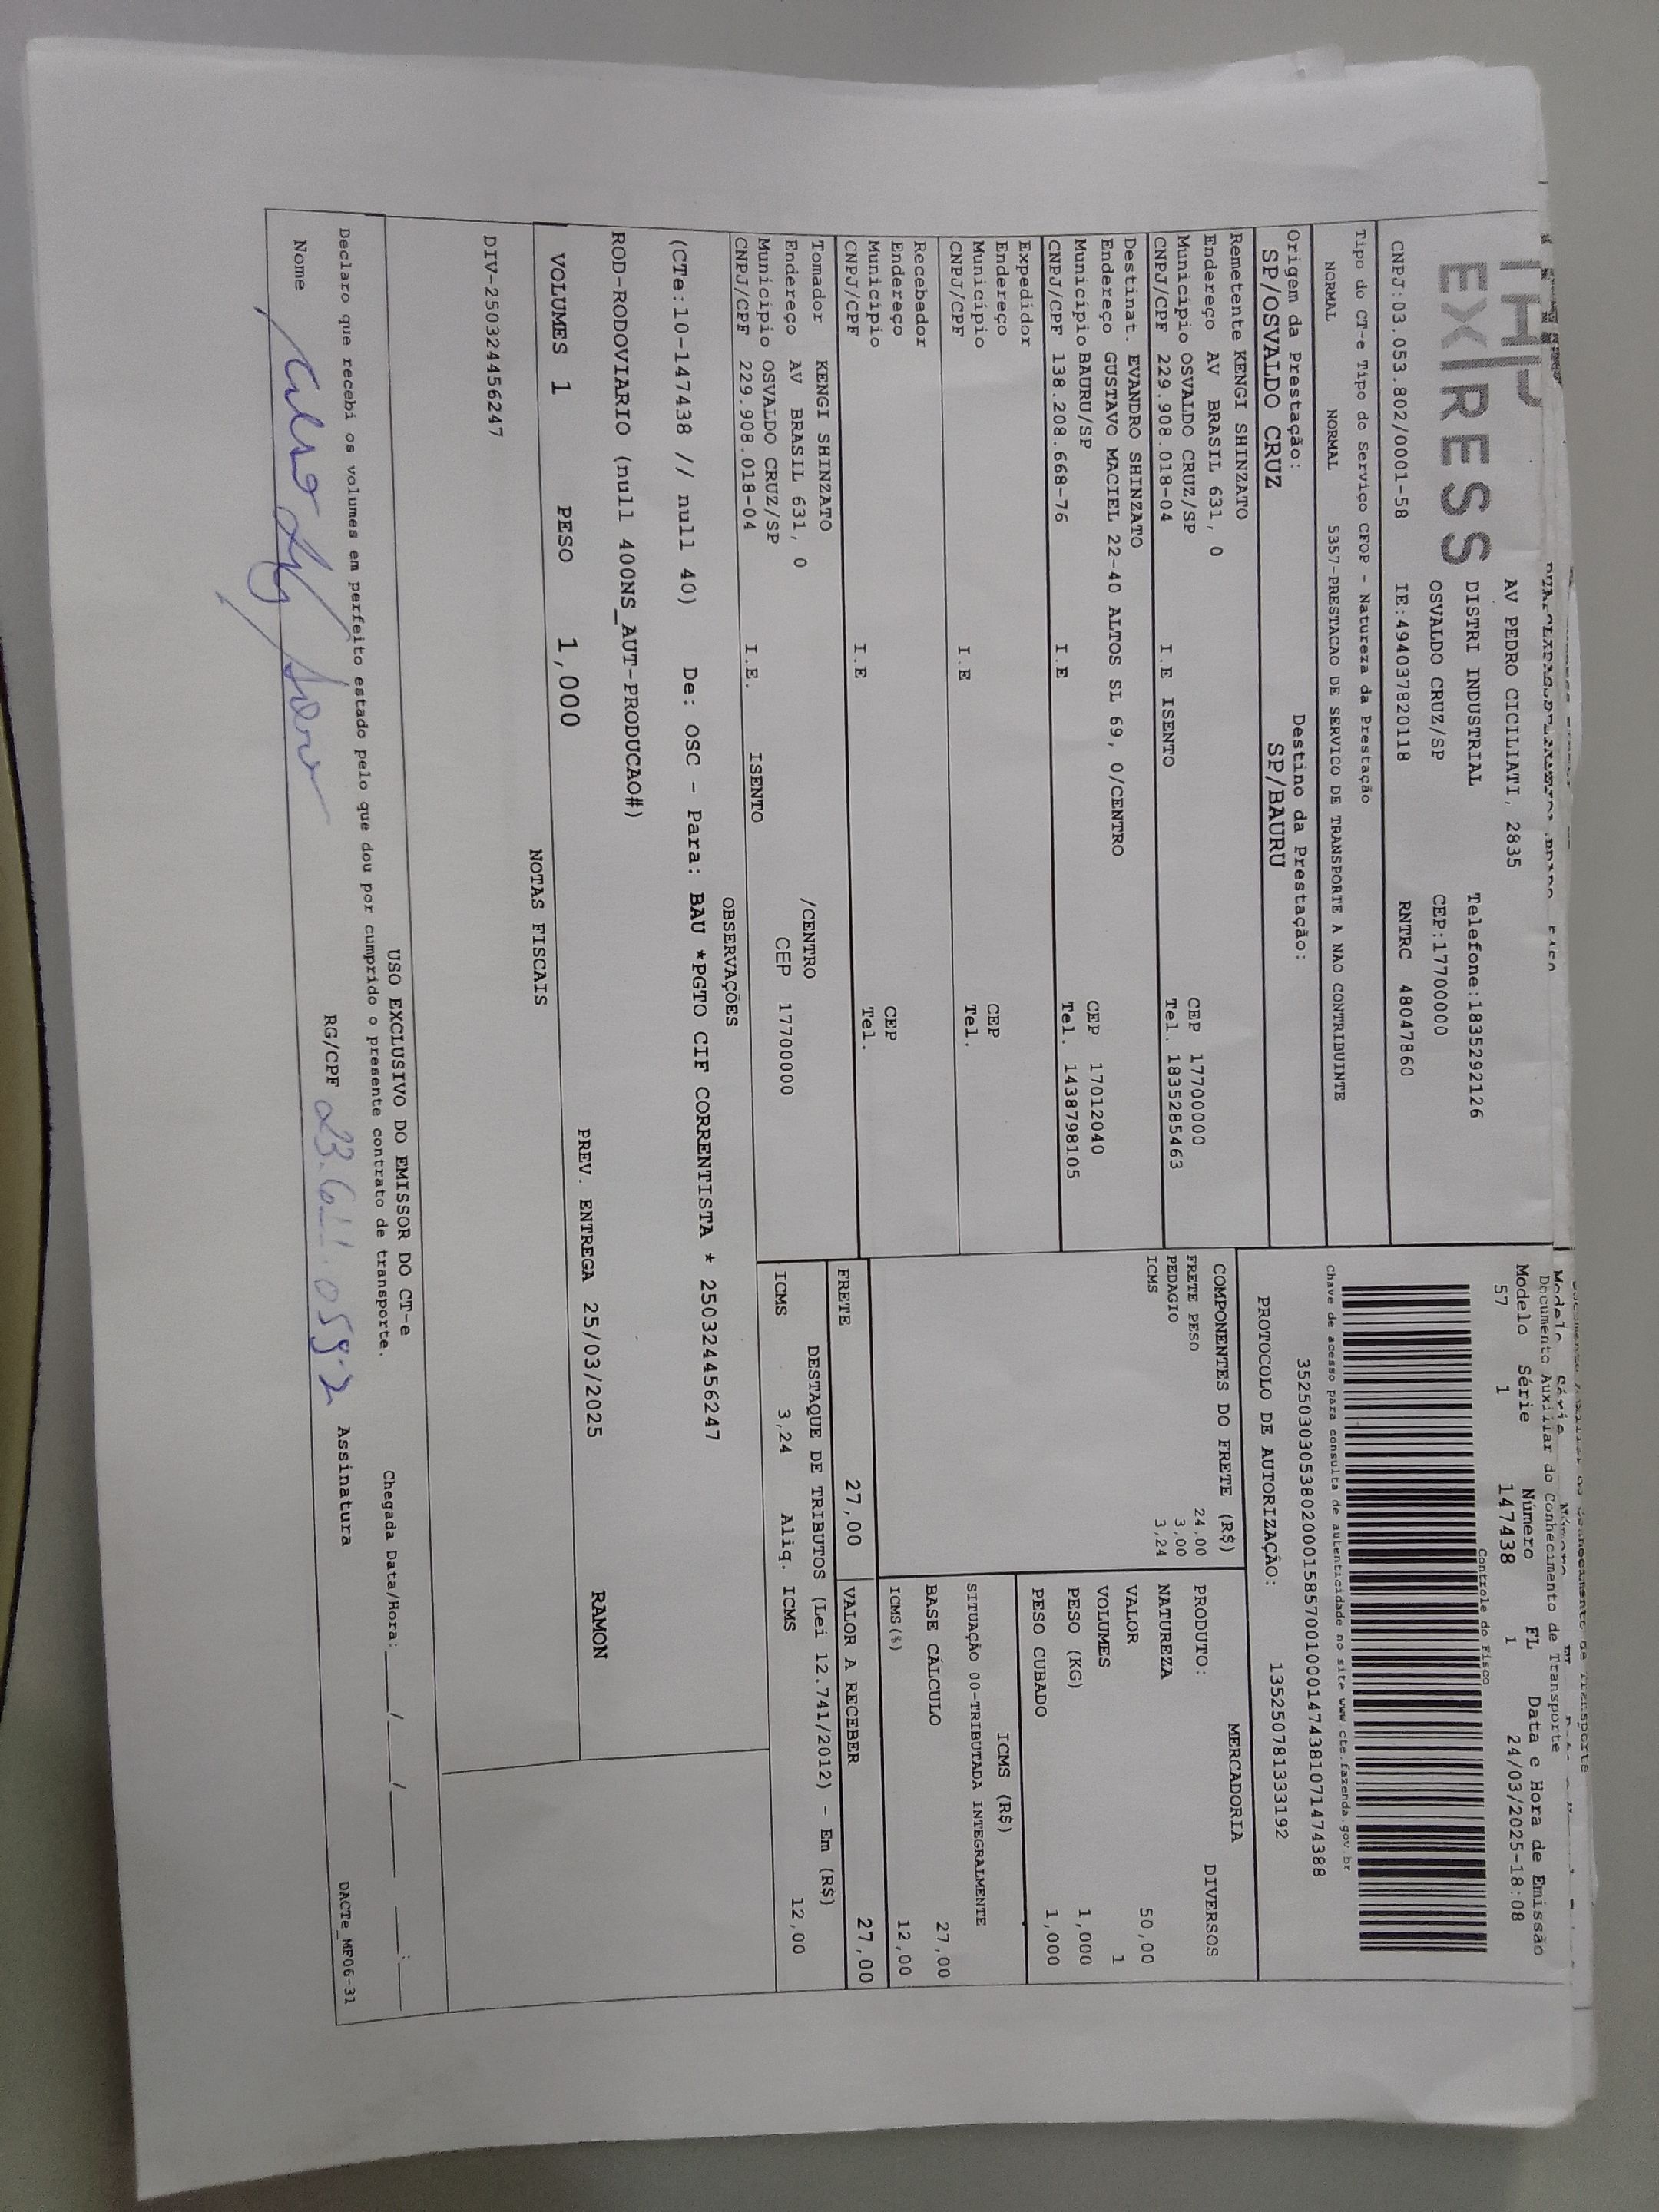 THP
EXPRESS
AV PEDRO CICILIATI, 2835
DISTRI INDUSTRIAL Telefone:1835292126
OSVALDO CRUZ/SP CEP:17700000
CNPJ:03.053.802/0001-58 IE:494037820118 RNTRC 48047860
Documento Auxiliar do Conhecimento de Transporte
Modelo Série Número FL Data e Hora de Emissão
57 1 147438 1 24/03/2025-18:08
Controle do Fisco
Chave de acesso para consulta de autenticidade no site www cte.fazenda.gov.br
35250303053802000158570010001474381071474388
PROTOCOLO DE AUTORIZAÇÃO: 135250781333192
Tipo do CT-e Tipo do Serviço CFOP - Natureza da Prestação
NORMAL NORMAL 5357-PRESTACAO DE SERVICO DE TRANSPORTE A NAO CONTRIBUINTE
Origem da Prestação: Destino da Prestação:
SP/OSVALDO CRUZ SP/BAURU
Remetente KENGI SHINZATO
Endereço AV BRASIL 631, 0 CEP 17700000
Municipio OSVALDO CRUZ/SP Tel. 1835285463
CNPJ/CPF 229.908.018-04 I.E ISENTO
Destinat. EVANDRO SHINZATO
Endereço GUSTAVO MACIEL 22-40 ALTOS SL 69, 0/CENTRO
Municipio BAURU/SP CEP 17012040
CNPJ/CPF 138.208.668-76 I.E Tel. 1438798105
Expedidor
Endereço
Municipio CEP
CNPJ/CPF I.E Tel.
Recebedor
Endereço
Municipio CEP
CNPJ/CPF I.E Tel.
Tomador KENGI SHINZATO
Endereço AV BRASIL 631, 0 /CENTRO
Municipio OSVALDO CRUZ/SP CEP 17700000
CNPJ/CPF 229.908.018-04 I.E. ISENTO
COMPONENTES DO FRETE (R$)
FRETE PESO 24,00
PEDAGIO 3,00
ICMS 3,24
MERCADORIA
PRODUTO: DIVERSOS
NATUREZA
VALOR 50,00
VOLUMES 1
PESO (KG) 1,000
PESO CUBADO 1,000
ICMS (R$)
SITUAÇÃO 00-TRIBUTADA INTEGRALMENTE
BASE CÁLCULO 27,00
ICMS(%) 12,00
FRETE 27,00 VALOR A RECEBER 27,00
DESTAQUE DE TRIBUTOS (Lei 12.741/2012) - Em (R$)
ICMS 3,24 Aliq. ICMS 12,00
OBSERVAÇÕES
(CTe:10-147438 // null 40) De: OSC - Para: BAU *PGTO CIF CORRENTISTA * 250324456247
ROD-RODOVIARIO (null 400NS_AUT-PRODUCAO#)
VOLUMES 1 PESO 1,000 PREV. ENTREGA 25/03/2025 RAMON
NOTAS FISCAIS
DIV-250324456247
USO EXCLUSIVO DO EMISSOR DO CT-e
Declaro que recebi os volumes em perfeito estado pelo que dou por cumprido o presente contrato de transporte. Chegada Data/Hora: ___/___/_____ ___:___
Nome RG/CPF Assinatura
DACTe_MF06-31